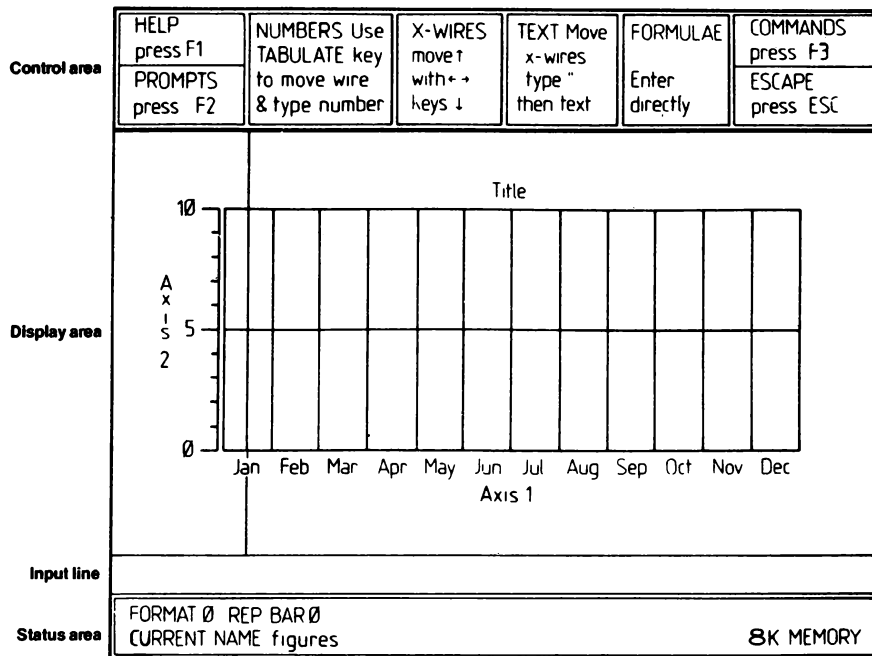 Control area
HELP
press F1
PROMPTS
press F2
NUMBERS Use
TABULATE key
to move wire
& type number
X-WIRES
move ↑
with ← →
keys ↓
TEXT Move
x-wires
type "
then text
FORMULAE
Enter
directly
COMMANDS
press F3
ESCAPE
press ESC
Display area
Title
10
5
0
Axis 2
Jan Feb Mar Apr May Jun Jul Aug Sep Oct Nov Dec
Axis 1
Input line
Status area
FORMAT 0 REP BAR 0
CURRENT NAME figures
8K MEMORY